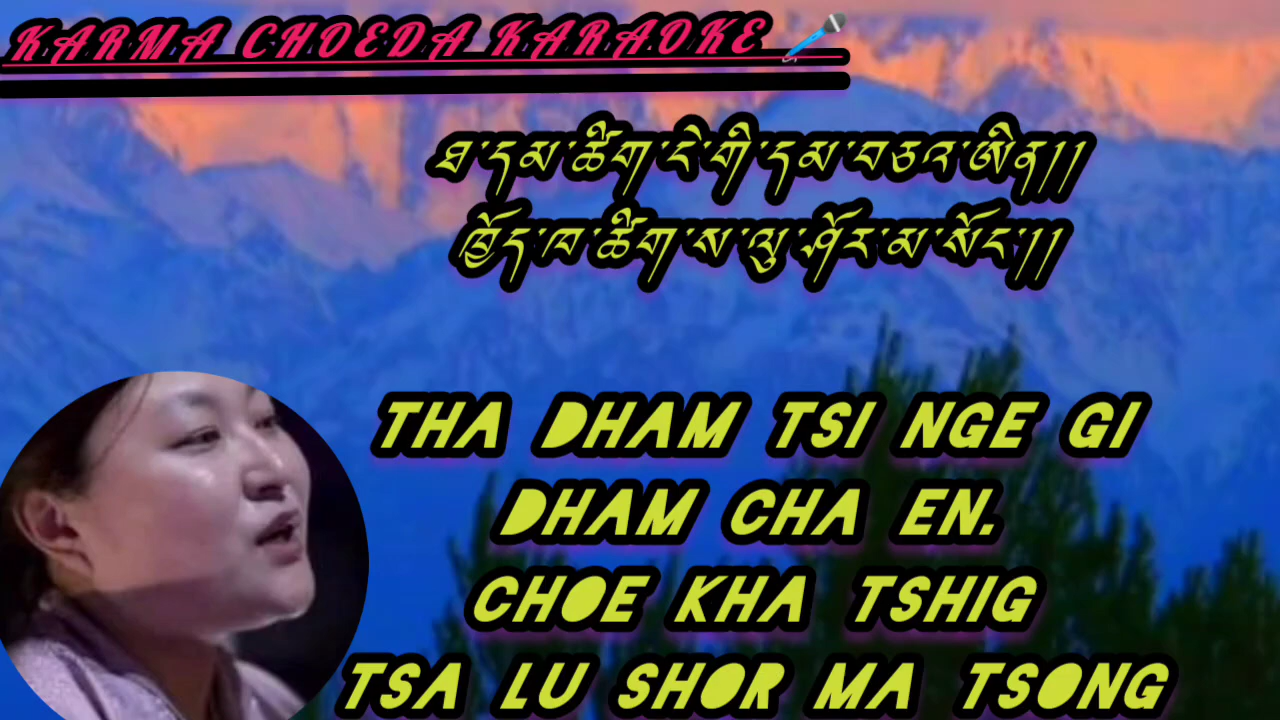 KARMA CHOEDA KARAOKE
ཐ་དམ་ཚིག་ངེ་གི་དམ་བཅའ་ཨིན།།
ཁྱོད་ཁ་ཚིག་ས་ལུ་ཤོར་མ་སོང་།།
THA DHAM TSI NGE GI
DHAM CHA EN.
CHOE KHA TSHIG
TSA LU SHOR MA TSONG